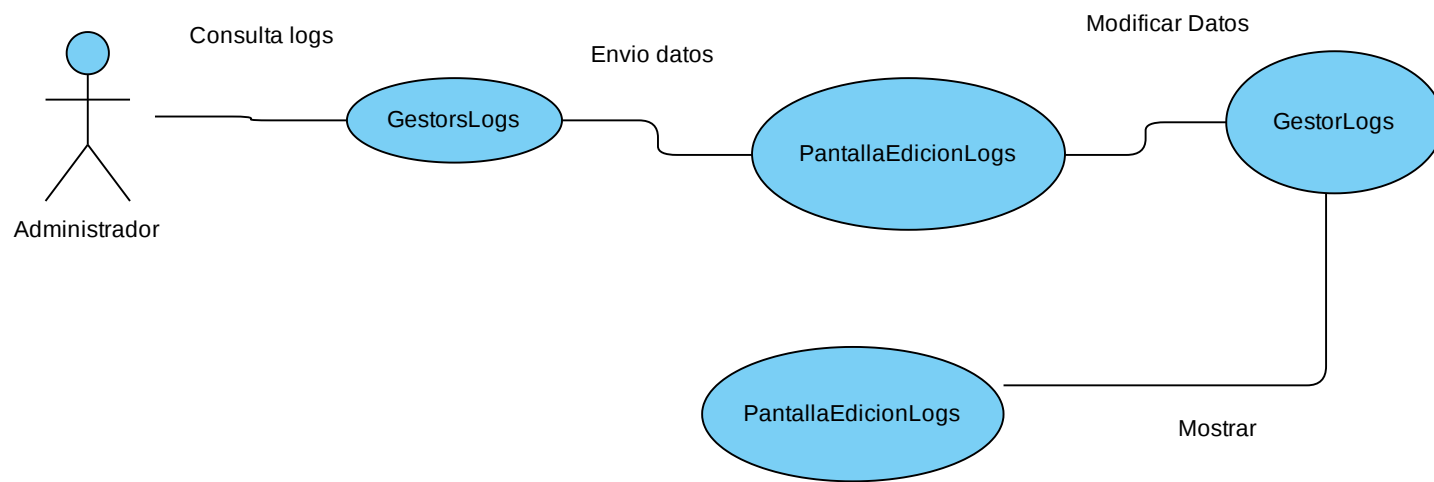 Consulta logs
Envio datos
Modificar Datos
GestorsLogs
PantallaEdicionLogs
GestorLogs
Administrador
PantallaEdicionLogs
Mostrar